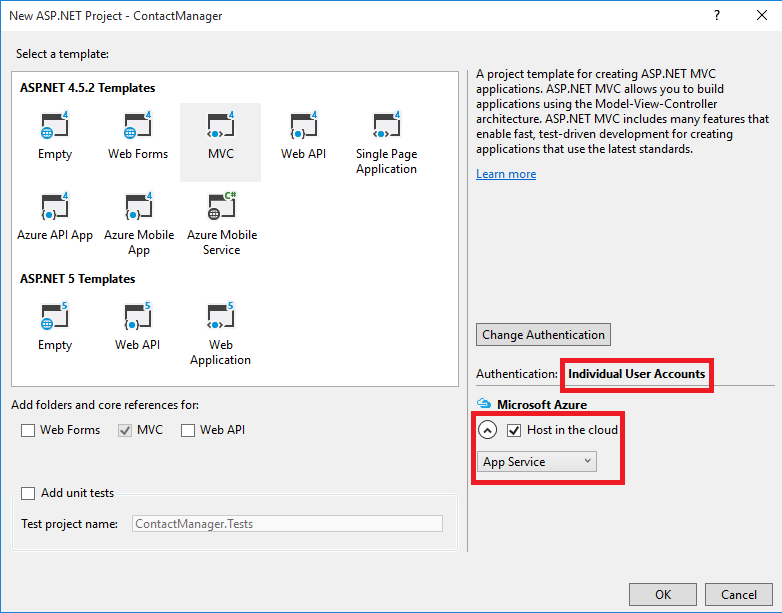 New ASP.NET Project - ContactManager
?
Select a template:
ASP.NET 4.5.2 Templates
4 4 4 4 4
Empty Web Forms MVC Web API Single Page
Application
4 4 C#
Azure API App Azure Mobile Azure Mobile
App Service
ASP.NET 5 Templates
5 5 5
Empty Web API Web
Application
A project template for creating ASP.NET MVC
applications. ASP.NET MVC allows you to build
applications using the Model-View-Controller
architecture. ASP.NET MVC includes many features that
enable fast, test-driven development for creating
applications that use the latest standards.
Learn more
Change Authentication
Authentication: Individual User Accounts
Microsoft Azure
Host in the cloud
App Service
Add folders and core references for:
Web Forms MVC Web API
Add unit tests
Test project name: ContactManager.Tests
OK Cancel